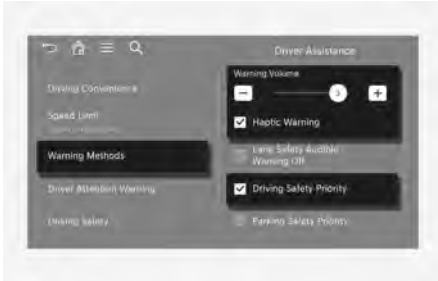 Driver Assistance
Driving Convenience
Speed Limit
Warning Methods
Driver Attention Warning
Driving Safety
Warning Volume
Haptic Warning
Lane Safety Audible
Warning Off
Driving Safety Priority
Parking Safety Priority